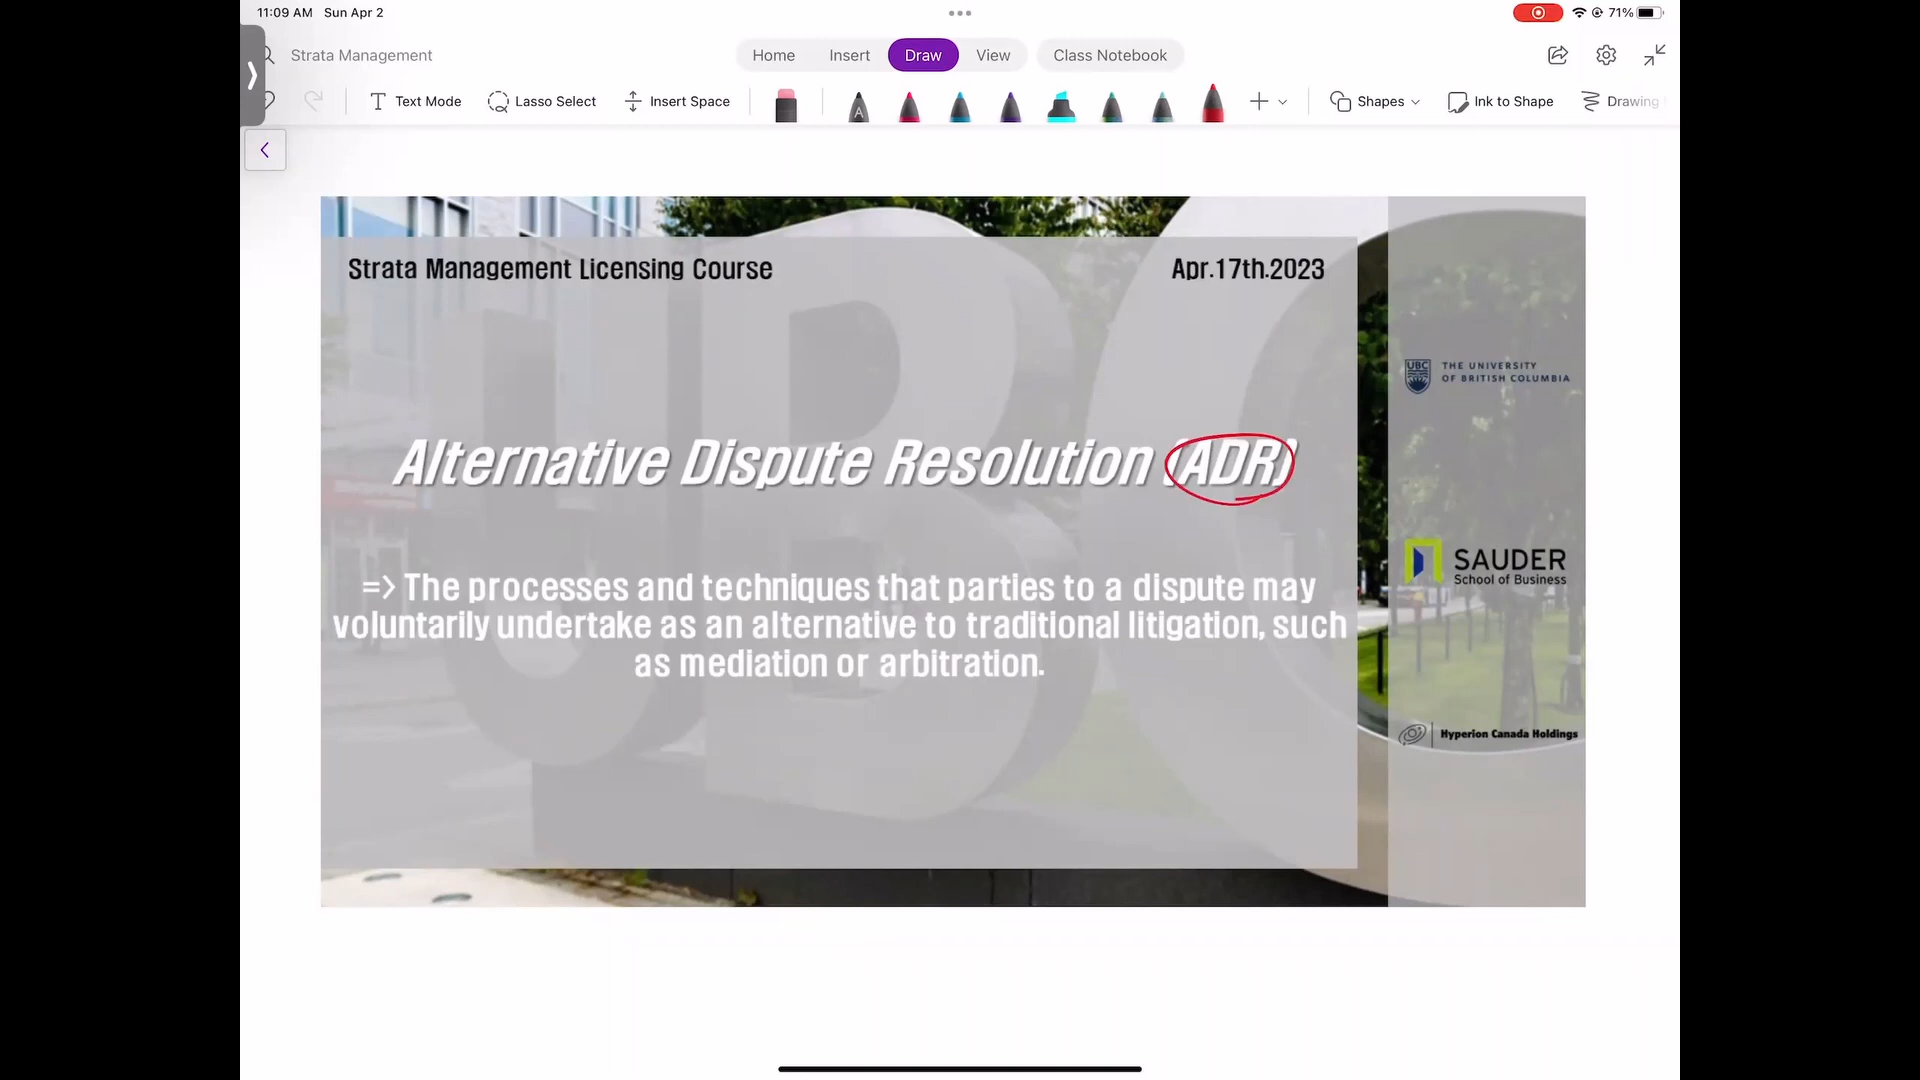 11:09 AM Sun Apr 2
71%
Strata Management
Home Insert Draw View Class Notebook
Text Mode Lasso Select Insert Space A Shapes Ink to Shape Drawing
Strata Management Licensing Course Apr.17th.2023
THE UNIVERSITY
OF BRITISH COLUMBIA
UBC
Alternative Dispute Resolution (ADR)
SAUDER
School of Business
=> The processes and techniques that parties to a dispute may
voluntarily undertake as an alternative to traditional litigation, such
as mediation or arbitration.
Hyperion Canada Holdings